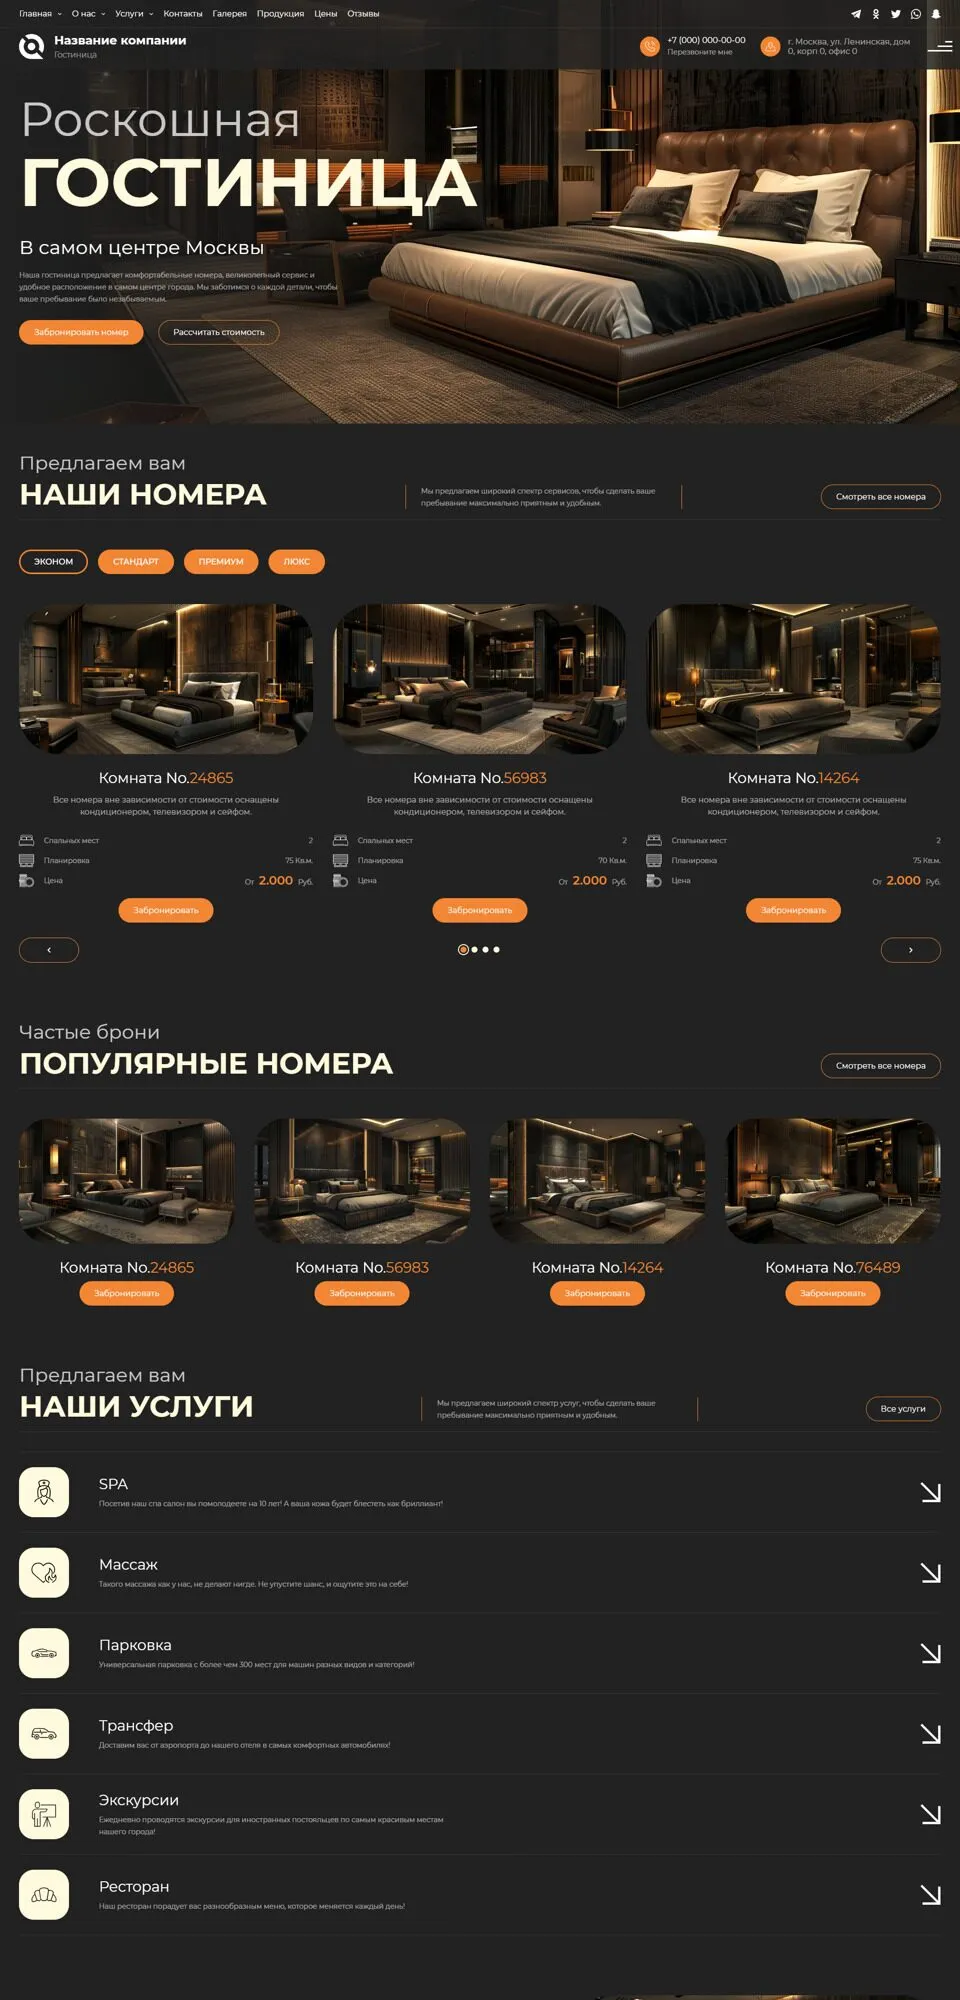 Главная О нас Услуги Контакты Галерея Продукция Цены Отзывы
Название компании
Гостиница
+7 (000) 000-00-00
Перезвоните мне
г. Москва, ул. Ленинская, дом
0, корп 0, офис 0
Роскошная
ГОСТИНИЦА
В самом центре Москвы
Наша гостиница предлагает комфортабельные номера, великолепный сервис и
удобное расположение в самом центре города. Мы заботимся о каждой детали, чтобы
ваше пребывание было незабываемым.
Забронировать номер Рассчитать стоимость
Предлагаем вам
НАШИ НОМЕРА
Мы предлагаем широкий спектр сервисов, чтобы сделать ваше
пребывание максимально приятным и удобным.
Смотреть все номера
ЭКОНОМ СТАНДАРТ ПРЕМИУМ ЛЮКС
Комната No.24865
Все номера вне зависимости от стоимости оснащены
кондиционером, телевизором и сейфом.
Спальных мест 2
Планировка 75 Кв.м.
Цена От 2.000 Руб.
Забронировать
Комната No.56983
Все номера вне зависимости от стоимости оснащены
кондиционером, телевизором и сейфом.
Спальных мест 2
Планировка 70 Кв.м.
Цена От 2.000 Руб.
Забронировать
Комната No.14264
Все номера вне зависимости от стоимости оснащены
кондиционером, телевизором и сейфом.
Спальных мест 2
Планировка 75 Кв.м.
Цена От 2.000 Руб.
Забронировать
Частые брони
ПОПУЛЯРНЫЕ НОМЕРА
Смотреть все номера
Комната No.24865
Забронировать
Комната No.56983
Забронировать
Комната No.14264
Забронировать
Комната No.76489
Забронировать
Предлагаем вам
НАШИ УСЛУГИ
Мы предлагаем широкий спектр услуг, чтобы сделать ваше
пребывание максимально приятным и удобным.
Все услуги
SPA
Посетив наш спа салон вы помолодеете на 10 лет! А ваша кожа будет блестеть как бриллиант!
Массаж
Такого массажа как у нас, не делают нигде. Не упустите шанс, и ощутите это на себе!
Парковка
Универсальная парковка с более чем 300 мест для машин разных видов и категорий!
Трансфер
Доставим вас от аэропорта до нашего отеля в самых комфортных автомобилях!
Экскурсии
Ежедневно проводятся экскурсии для иностранных постояльцев по самым красивым местам
нашего города!
Ресторан
Наш ресторан порадует вас разнообразным меню, которое меняется каждый день!